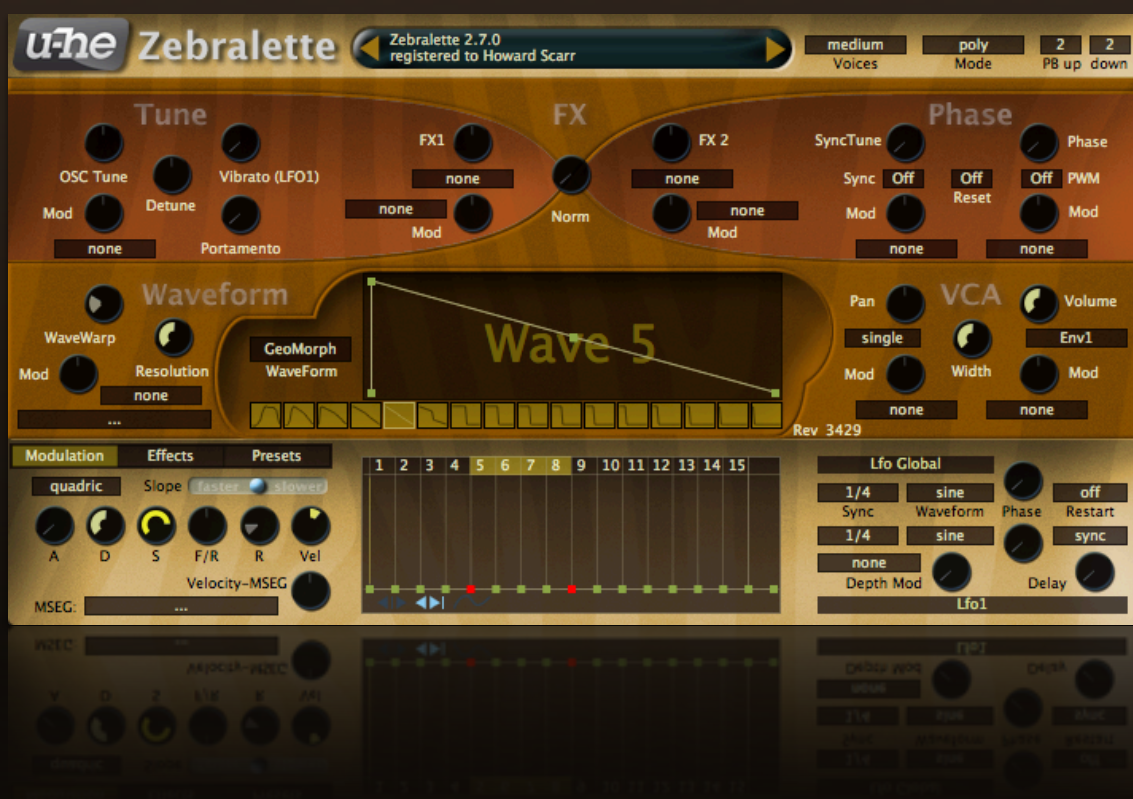 u-he Zebralette
Zebralette 2.7.0
registered to Howard Scarr
medium poly 2 2
Voices Mode PB up down
Tune FX Phase
FX1 FX 2 SyncTune Phase
OSC Tune Vibrato (LFO1) none none Sync Off Off Off PWM
Reset
Mod Detune none none Mod Mod
Norm
Mod Mod
none Portamento none none
Waveform Pan VCA Volume
WaveWarp Wave 5 single Env1
GeoMorph
Mod Resolution WaveForm Mod Width Mod
none none none
...
Rev 3429
Modulation Effects Presets
1 2 3 4 5 6 7 8 9 10 11 12 13 14 15
Lfo Global
quadric Slope faster slower
1/4 sine off
Sync Waveform Phase Restart
1/4 sine sync
A D S F/R R Vel
none
Velocity-MSEG Depth Mod Delay
MSEG: ... Lfo1